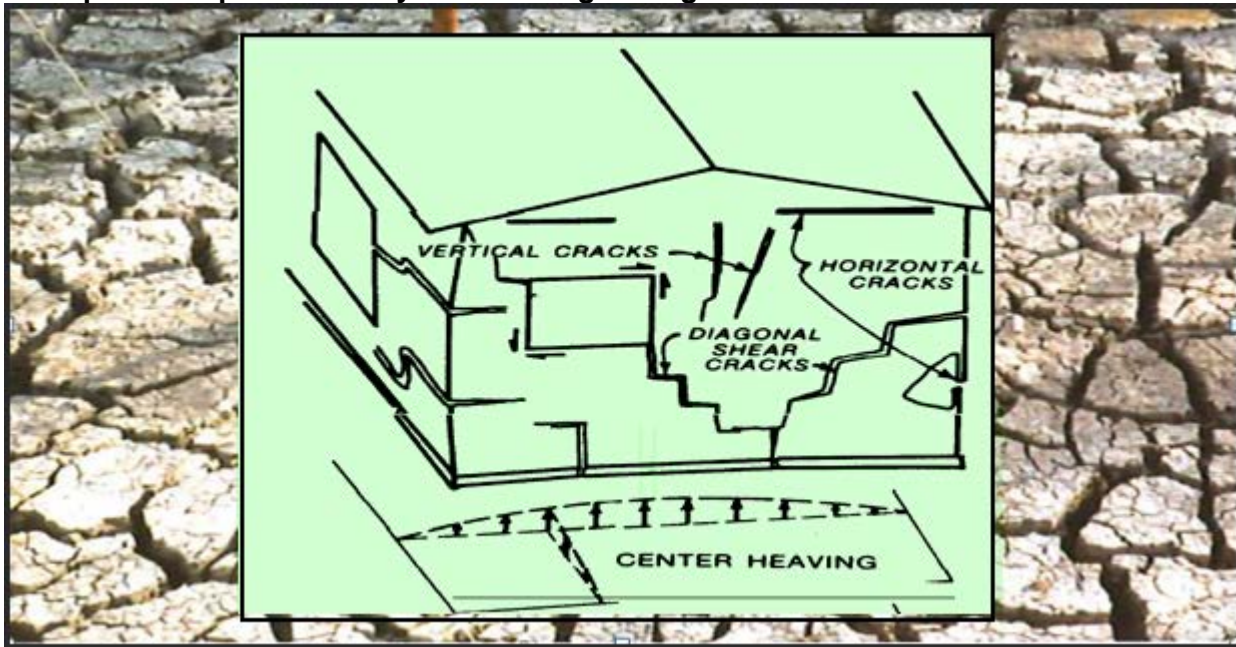 VERTICAL CRACKS
HORIZONTAL
CRACKS
DIAGONAL
SHEAR
CRACKS
CENTER HEAVING